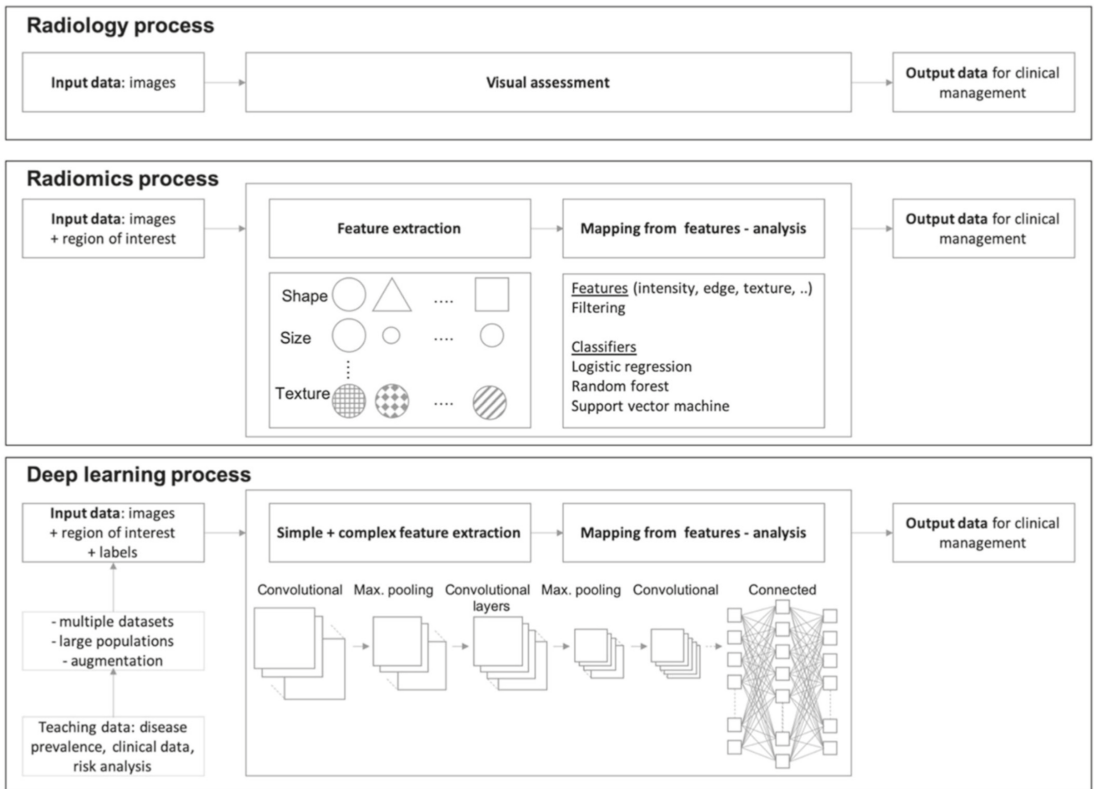 Radiology process
Input data: images
Visual assessment
Output data for clinical
management
Radiomics process
Input data: images
+ region of interest
Feature extraction
Mapping from  features - analysis
Output data for clinical
management
Shape
....
Size
....
Texture
....
Features (intensity, edge, texture, ..)
Filtering
Classifiers
Logistic regression
Random forest
Support vector machine
Deep learning process
Input data: images
+ region of interest
+ labels
Simple + complex feature extraction
Mapping from  features - analysis
Output data for clinical
management
Convolutional
Max. pooling
Convolutional
layers
Max. pooling
Convolutional
Connected
- multiple datasets
- large populations
- augmentation
Teaching data: disease
prevalence, clinical data,
risk analysis